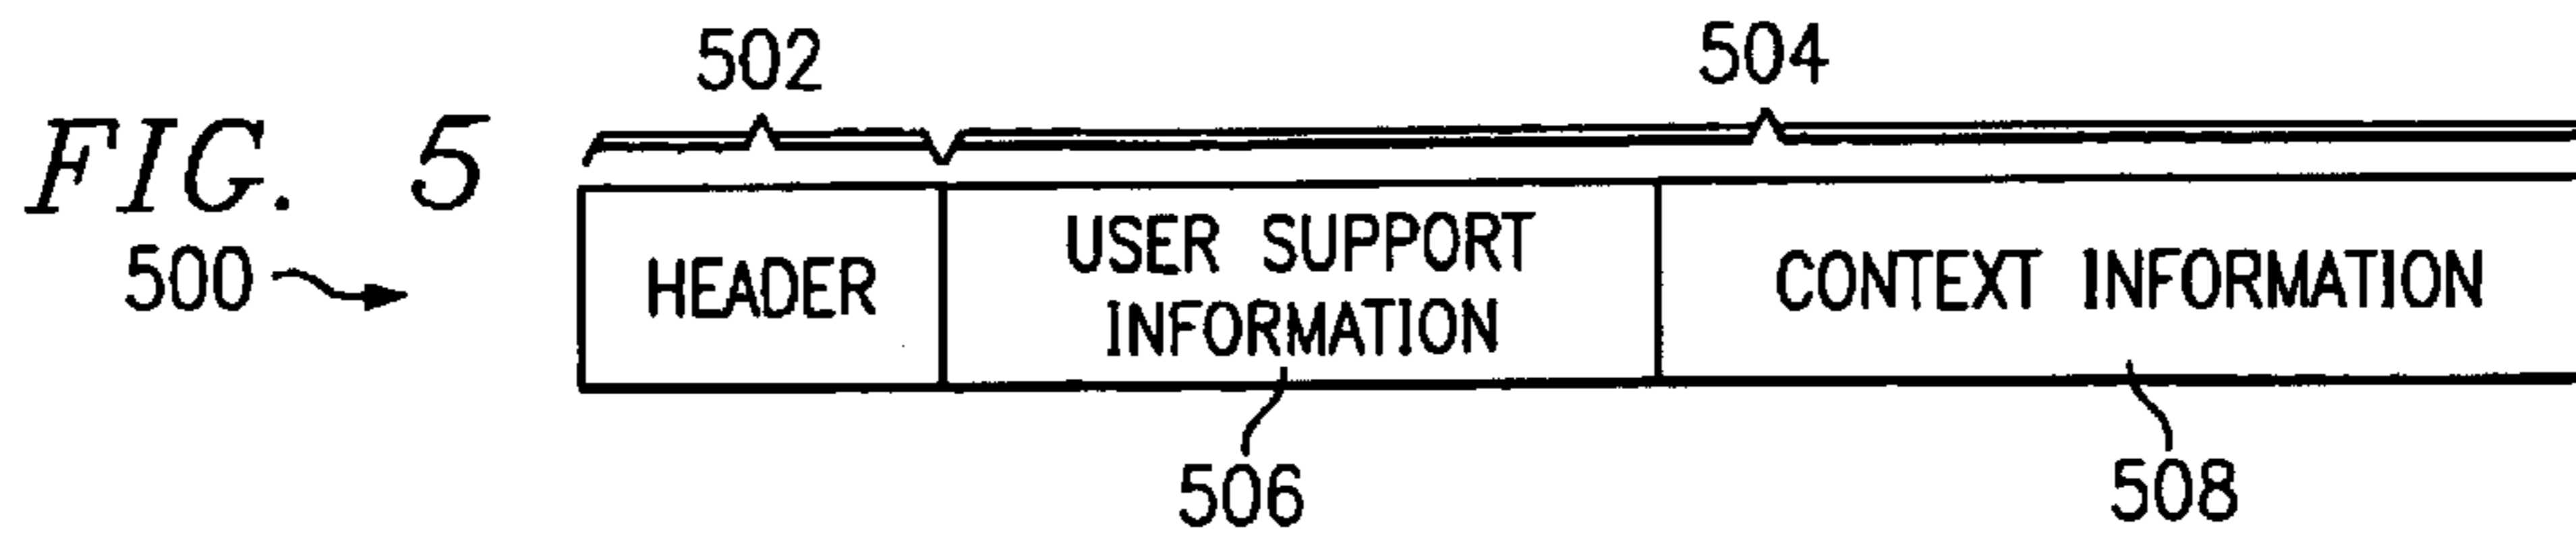 502
504
FIG. 5
500
HEADER
USER SUPPORT
INFORMATION
CONTEXT INFORMATION
506
508